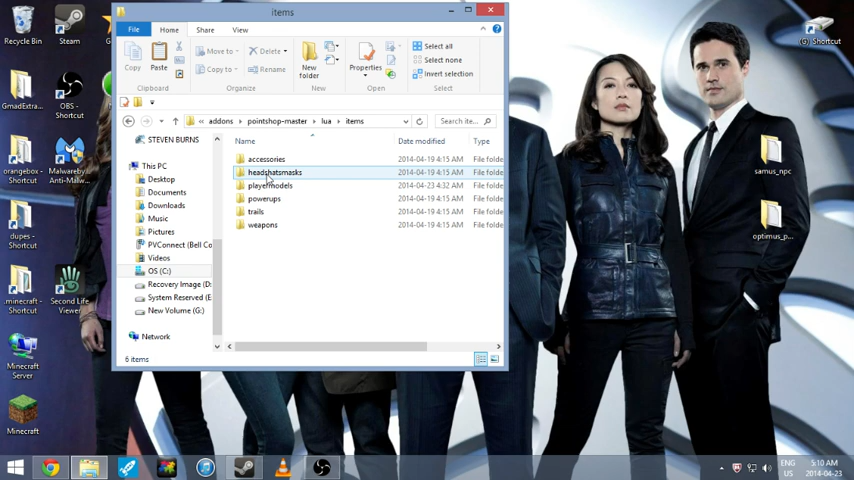 items
File Home Share View
Copy Paste
Move to
Copy to
Delete
Rename
New folder
Properties
Select all
Select none
Invert selection
Organize New Open Select
« addons pointshop-master lua items
Search ite...
Name Date modified Type
STEVEN BURNS
This PC
Desktop
Documents
Downloads
Music
Pictures
PVConnect (Bell Co
Videos
OS (C:)
Recovery Image (D:
System Reserved (E
New Volume (G:)
Network
accessories 2014-04-19 4:15 AM File folde
headshatsmasks 2014-04-19 4:15 AM File folde
playermodels 2014-04-23 4:32 AM File folde
powerups 2014-04-19 4:15 AM File folde
trails 2014-04-19 4:15 AM File folde
weapons 2014-04-19 4:15 AM File folde
6 items
Recycle Bin
Steam
GmadExtra...
OBS - Shortcut
orangebox - Shortcut
Malwareby... Anti-Malw...
dupes - Shortcut
.minecraft - Shortcut
Second Life Viewer
Minecraft Server
Minecraft
(G) Shortcut
samus_npc
optimus_p...
ENG
US
5:10 AM
2014-04-23